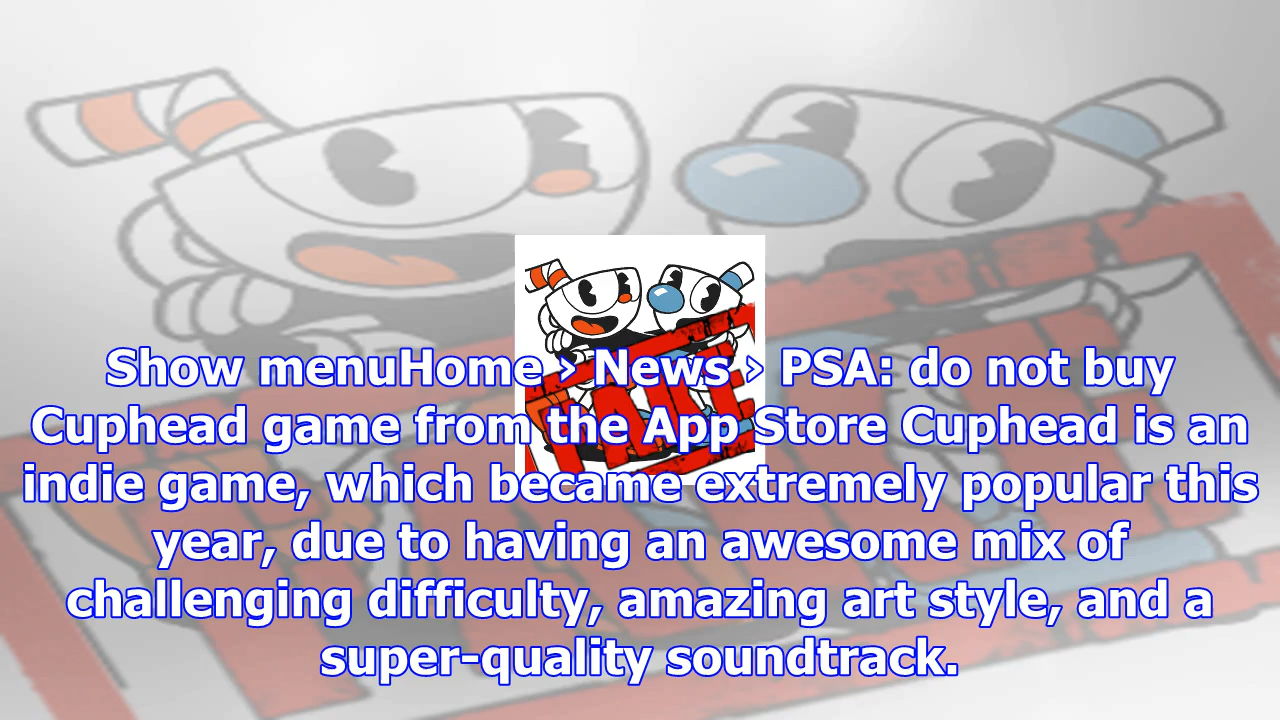 Show menuHome › News › PSA: do not buy
Cuphead game from the App Store Cuphead is an
indie game, which became extremely popular this
year, due to having an awesome mix of
challenging difficulty, amazing art style, and a
super-quality soundtrack.
FAKE